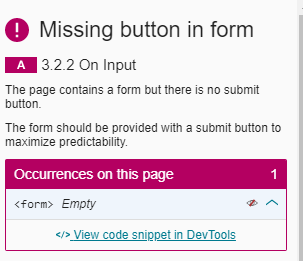 Missing button in form
A 3.2.2 On Input
The page contains a form but there is no submit
button.
The form should be provided with a submit button to
maximize predictability.
Occurrences on this page 1
<form> Empty
</> View code snippet in DevTools